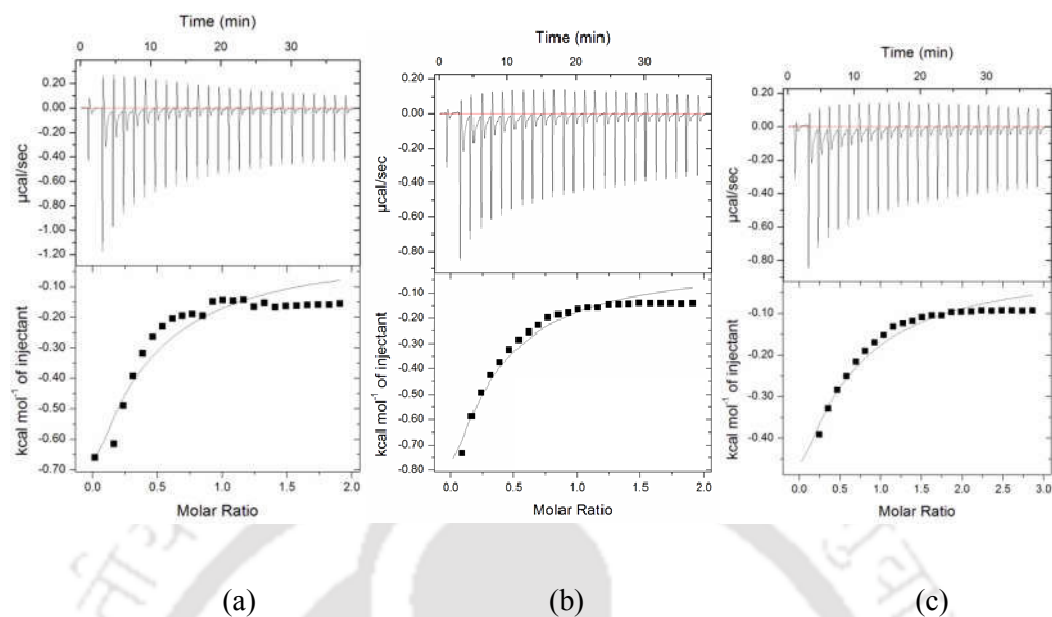 Time (min)
0 10 20 30
0.20
0.00
-0.20
-0.40
-0.60
-0.80
-1.00
-1.20
µcal/sec
-0.10
-0.20
-0.30
-0.40
-0.50
-0.60
-0.70
kcal mol⁻¹ of injectant
0.0 0.5 1.0 1.5 2.0
Molar Ratio
(a)
Time (min)
0 10 20 30
0.20
0.00
-0.20
-0.40
-0.60
-0.80
µcal/sec
-0.10
-0.20
-0.30
-0.40
-0.50
-0.60
-0.70
-0.80
kcal mol⁻¹ of injectant
0.0 0.5 1.0 1.5 2.0
Molar Ratio
(b)
Time (min)
0 10 20 30
0.20
0.00
-0.20
-0.40
-0.60
-0.80
µcal/sec
-0.10
-0.20
-0.30
-0.40
kcal mol⁻¹ of injectant
0.0 0.5 1.0 1.5 2.0 2.5 3.0
Molar Ratio
(c)